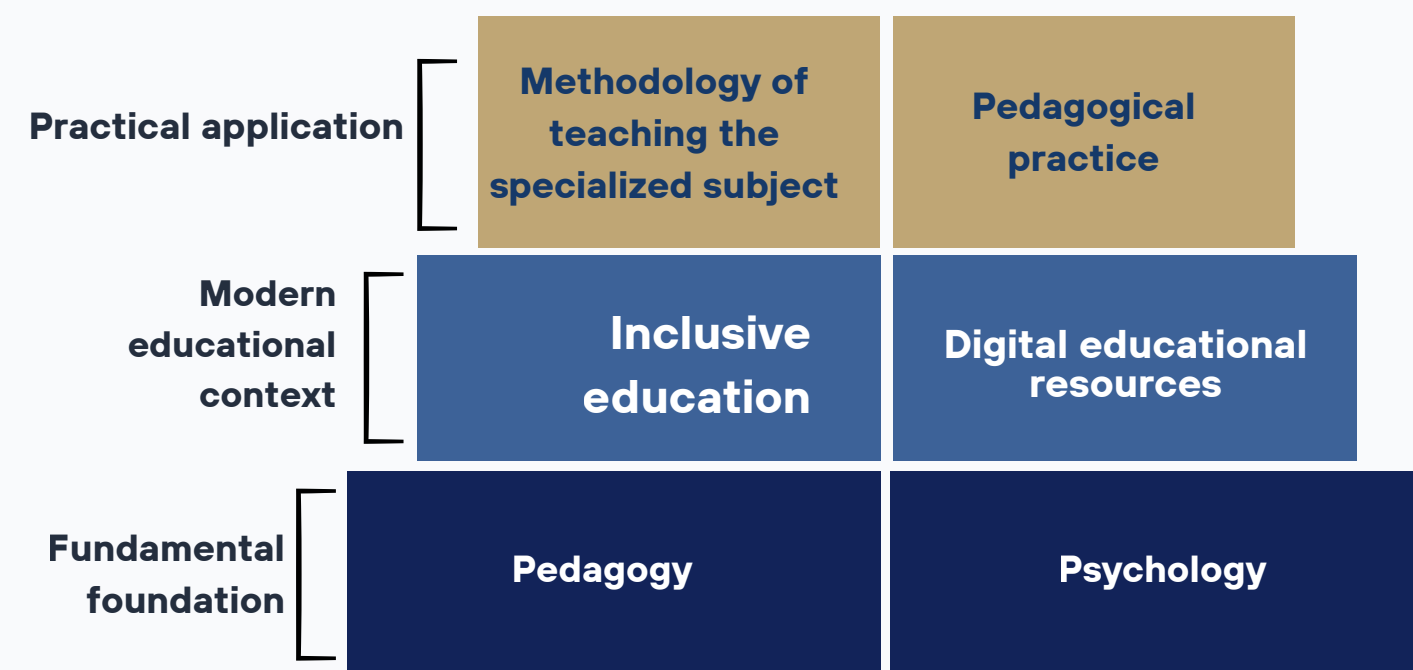 Practical application
Methodology of
teaching the
specialized subject
Pedagogical
practice
Modern
educational
context
Inclusive
education
Digital educational
resources
Fundamental
foundation
Pedagogy
Psychology